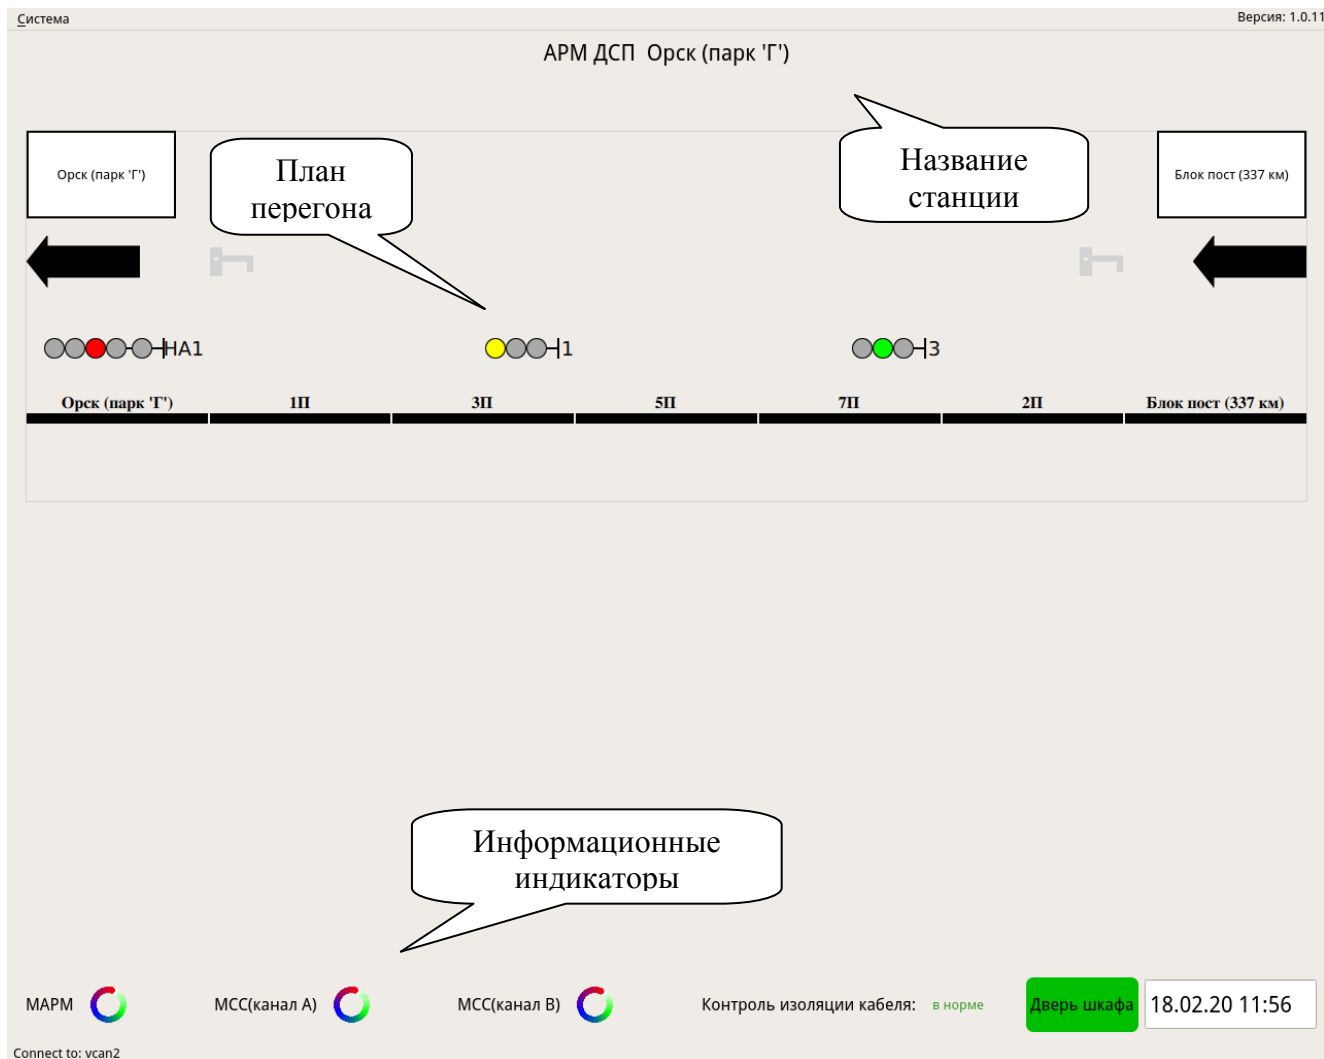 Система
Версия: 1.0.11
АРМ ДСП Орск (парк 'Г')
Орск (парк 'Г')
План
перегона
Название
станции
Блок пост (337 км)
НА1
1
3
Орск (парк 'Г')
1П
3П
5П
7П
2П
Блок пост (337 км)
Информационные
индикаторы
МАРМ
МСС(канал А)
МСС(канал В)
Контроль изоляции кабеля:
в норме
Дверь шкафа
18.02.20 11:56
Connect to: vcan2